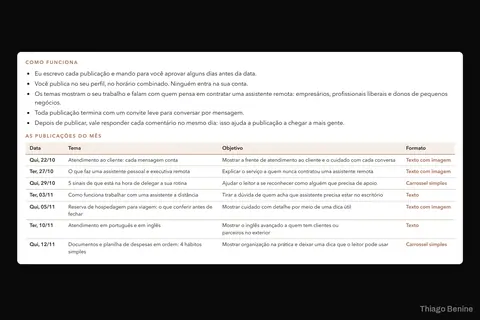 COMO FUNCIONA
• Eu escrevo cada publicação e mando para você aprovar alguns dias antes da data.
• Você publica no seu perfil, no horário combinado. Ninguém entra na sua conta.
• Os temas mostram o seu trabalho e falam com quem pensa em contratar uma assistente remota: empresários, profissionais liberais e donos de pequenos
negócios.
• Toda publicação termina com um convite leve para conversar por mensagem.
• Depois de publicar, vale responder cada comentário no mesmo dia: isso ajuda a publicação a chegar a mais gente.
AS PUBLICAÇÕES DO MÊS
Data Tema Objetivo Formato
Qui, 22/10 Atendimento ao cliente: cada mensagem conta Mostrar a frente de atendimento ao cliente e o cuidado com cada conversa Texto com imagem
Ter, 27/10 O que faz uma assistente pessoal e executiva remota Explicar o serviço a quem nunca contratou uma assistente remota. Texto com imagem
Qui, 29/10 5 sinais de que está na hora de delegar a sua rotina Ajudar o leitor a se reconhecer como alguém que precisa de apoio. Carrossel simples
Ter, 03/11 Como funciona trabalhar com uma assistente a distância Tirar a dúvida de quem acha que assistente precisa estar no escritório Texto
Qui, 05/11 Reserva de hospedagem para viagem: o que conferir antes de
fechar Mostrar cuidado com detalhe por meio de uma dica útil Texto com imagem
Ter, 10/11 Atendimento em português e em inglês Mostrar o inglês avançado a quem tem clientes ou
parceiros no exterior Texto
Qui, 12/11 Documentos e planilha de despesas em ordem: 4 hábitos
simples Mostrar organização na prática e deixar uma dica que o leitor pode usar Carrossel simples
Thiago Benine